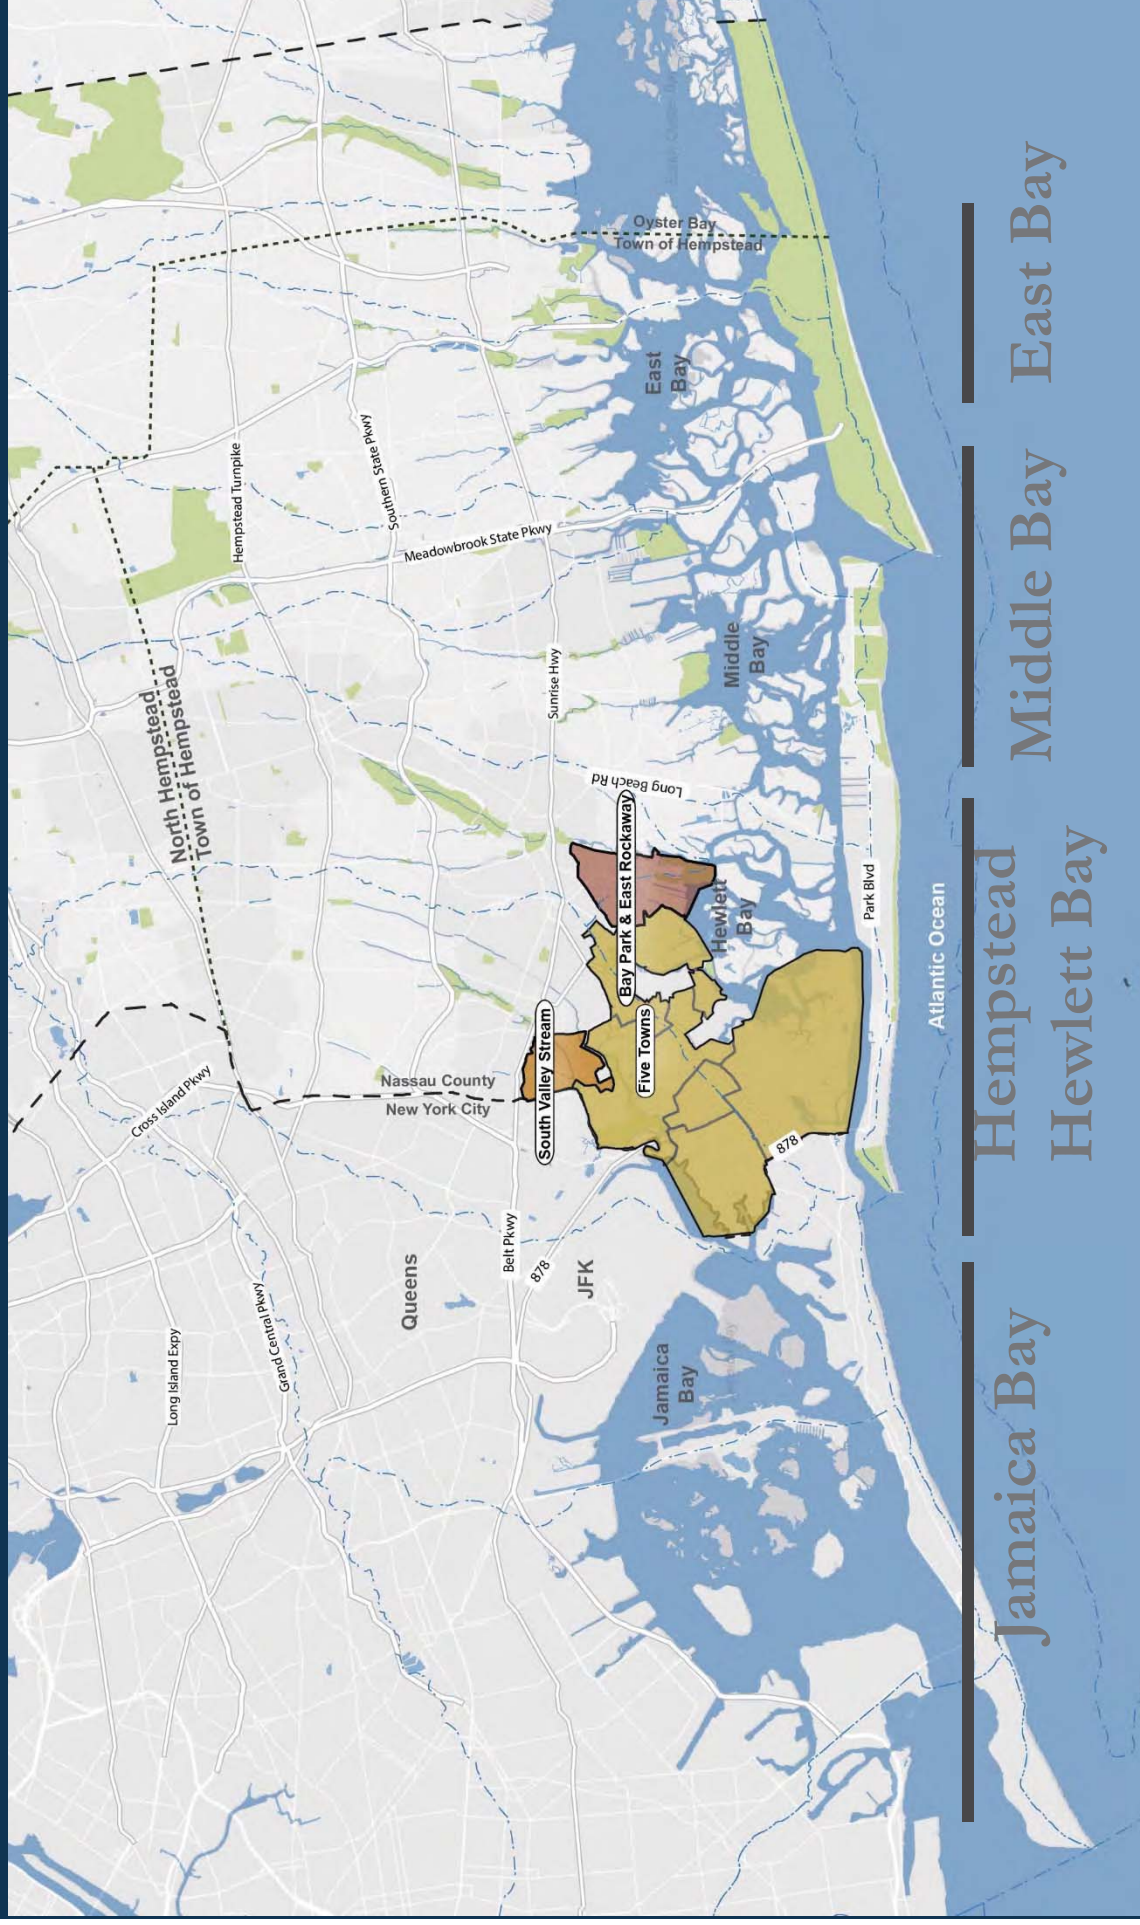 Long Island Expy
Cross Island Pkwy
North Hempstead
Town of Hempstead
Hempstead Turnpike
Grand Central Pkwy
Queens
Nassau County
New York City
Southern State Pkwy
Meadowbrook State Pkwy
Belt Pkwy
878
JFK
South Valley Stream
Sunrise Hwy
Long Beach Rd
Bay Park & East Rockaway
Five Towns
Oyster Bay
Town of Hempstead
East
Bay
Middle
Bay
Hewlett
Bay
Jamaica
Bay
878
Park Blvd
Atlantic Ocean
Jamaica Bay
Hempstead
Hewlett Bay
Middle Bay
East Bay